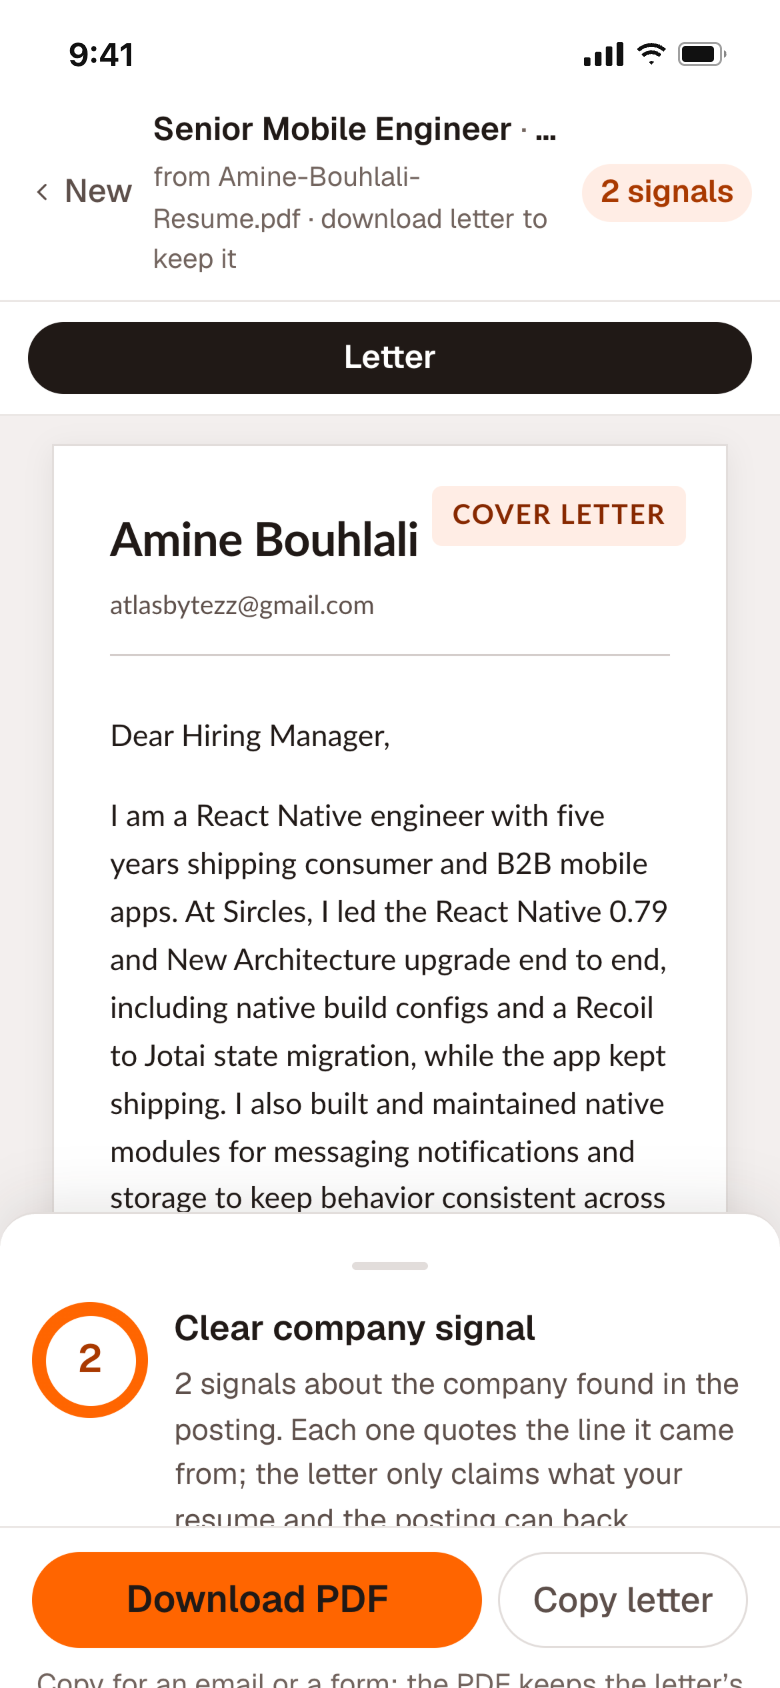 9:41
Senior Mobile Engineer · ...
from Amine-Bouhlali-
Resume.pdf · download letter to
keep it
New
2 signals
Letter
COVER LETTER
Amine Bouhlali
atlasbytezz@gmail.com
Dear Hiring Manager,
I am a React Native engineer with five
years shipping consumer and B2B mobile
apps. At Sircles, I led the React Native 0.79
and New Architecture upgrade end to end,
including native build configs and a Recoil
to Jotai state migration, while the app kept
shipping. I also built and maintained native
modules for messaging notifications and
storage to keep behavior consistent across
2
Clear company signal
2 signals about the company found in the
posting. Each one quotes the line it came
from; the letter only claims what your
resume and the posting can back
Download PDF
Copy letter
Copy for an email or a form; the PDF keeps the letter's